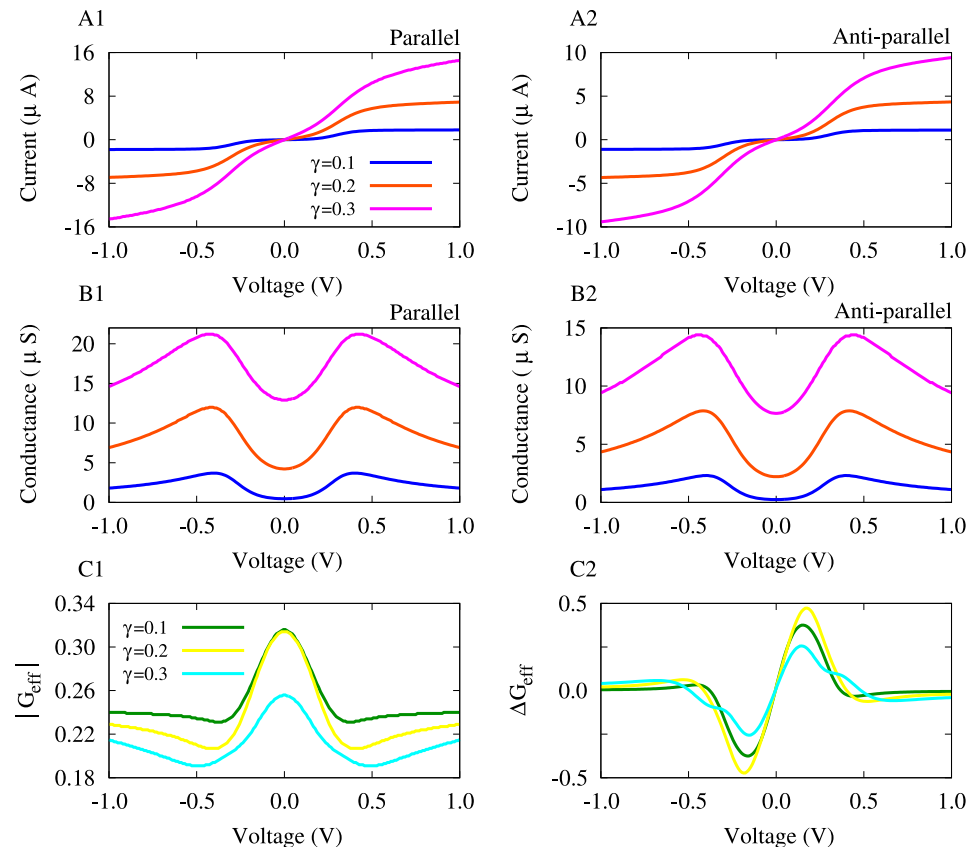 A1
Parallel
Current (μ A)
16
8
0
-8
-16
γ=0.1
γ=0.2
γ=0.3
-1.0 -0.5 0.0 0.5 1.0
Voltage (V)
A2
Anti-parallel
Current (μ A)
10
5
0
-5
-10
-1.0 -0.5 0.0 0.5 1.0
Voltage (V)
B1
Parallel
Conductance ( μ S)
20
15
10
5
0
-1.0 -0.5 0.0 0.5 1.0
Voltage (V)
B2
Anti-parallel
Conductance ( μ S)
15
10
5
0
-1.0 -0.5 0.0 0.5 1.0
Voltage (V)
C1
|Geff|
0.34
0.30
0.26
0.22
0.18
γ=0.1
γ=0.2
γ=0.3
-1.0 -0.5 0.0 0.5 1.0
Voltage (V)
C2
ΔGeff
0.5
0.0
-0.5
-1.0 -0.5 0.0 0.5 1.0
Voltage (V)